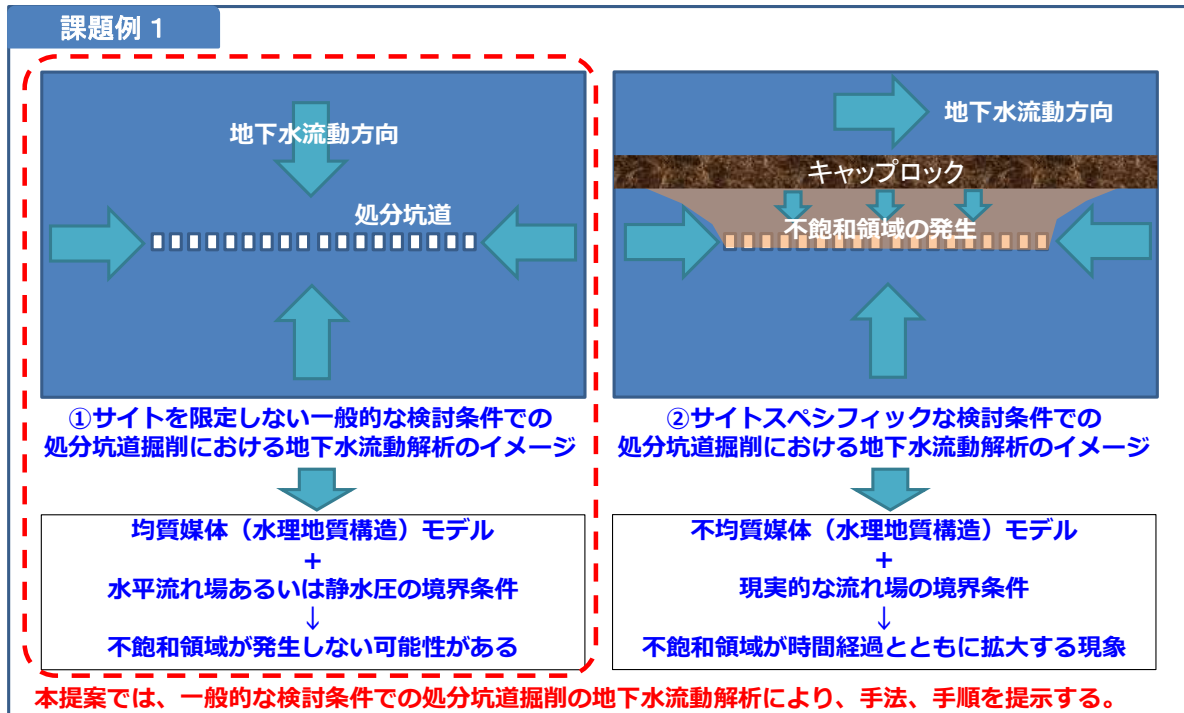 課題例1
地下水流動方向
処分坑道
地下水流動方向
キャップロック
不飽和領域の発生
①サイトを限定しない一般的な検討条件での
処分坑道掘削における地下水流動解析のイメージ
均質媒体（水理地質構造）モデル
+
水平流れ場あるいは静水圧の境界条件
↓
不飽和領域が発生しない可能性がある
②サイトスペシフィックな検討条件での
処分坑道掘削における地下水流動解析のイメージ
不均質媒体（水理地質構造）モデル
+
現実的な流れ場の境界条件
↓
不飽和領域が時間経過とともに拡大する現象
本提案では、一般的な検討条件での処分坑道掘削の地下水流動解析により、手法、手順を提示する。